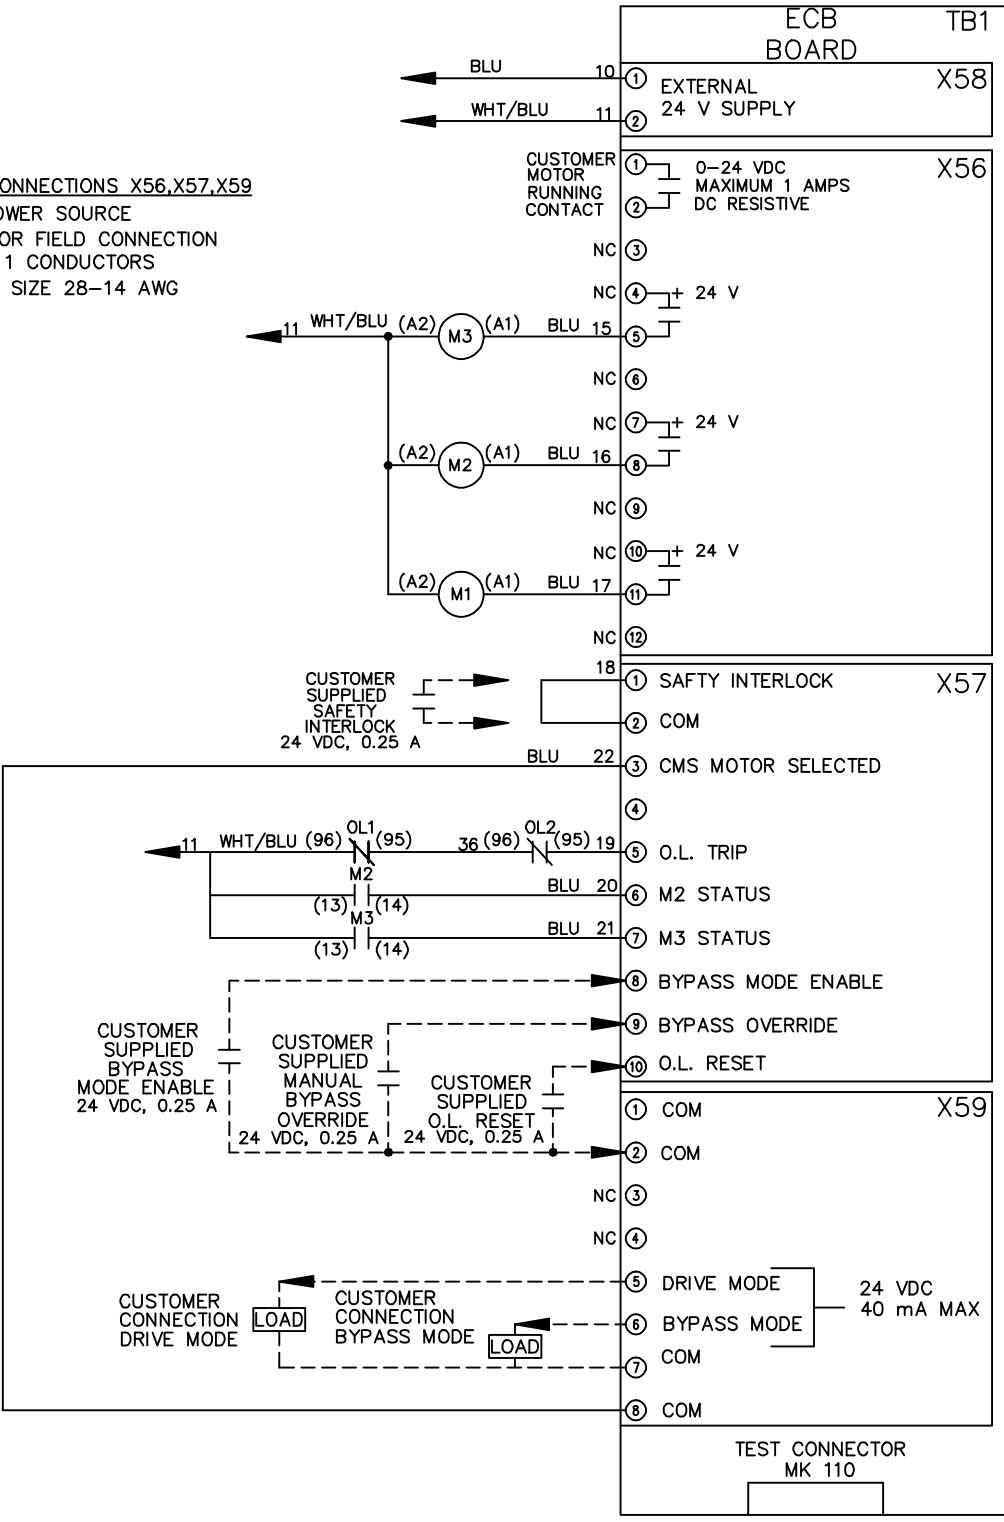 ECB BOARD
TB1
X58
BLU 10 1 EXTERNAL
24 V SUPPLY
WHT/BLU 11 2
ONNECTIONS X56,X57,X59
OWER SOURCE
OR FIELD CONNECTION
1 CONDUCTORS
SIZE 28-14 AWG
X56
CUSTOMER
MOTOR
RUNNING
CONTACT
1
2
0-24 VDC
MAXIMUM 1 AMPS
DC RESISTIVE
NC 3
NC 4 + 24 V
11 WHT/BLU (A2) M3 (A1) BLU 15 5
NC 6
NC 7 + 24 V
(A2) M2 (A1) BLU 16 8
NC 9
NC 10 + 24 V
(A2) M1 (A1) BLU 17 11
NC 12
X57
CUSTOMER
SUPPLIED
SAFETY
INTERLOCK
24 VDC, 0.25 A
18 1 SAFTY INTERLOCK
2 COM
BLU 22 3 CMS MOTOR SELECTED
4
11 WHT/BLU (96) OL1 (95) 36 (96) OL2 (95) 19 5 O.L. TRIP
M2
(13) (14) BLU 20 6 M2 STATUS
M3
(13) (14) BLU 21 7 M3 STATUS
8 BYPASS MODE ENABLE
9 BYPASS OVERRIDE
10 O.L. RESET
CUSTOMER
SUPPLIED
BYPASS
MODE ENABLE
24 VDC, 0.25 A
CUSTOMER
SUPPLIED
MANUAL
BYPASS
OVERRIDE
24 VDC, 0.25 A
CUSTOMER
SUPPLIED
O.L. RESET
24 VDC, 0.25 A
X59
1 COM
2 COM
NC 3
NC 4
5 DRIVE MODE
6 BYPASS MODE
7 COM
8 COM
24 VDC
40 mA MAX
CUSTOMER
CONNECTION
DRIVE MODE
LOAD
CUSTOMER
CONNECTION
BYPASS MODE
LOAD
TEST CONNECTOR
MK 110